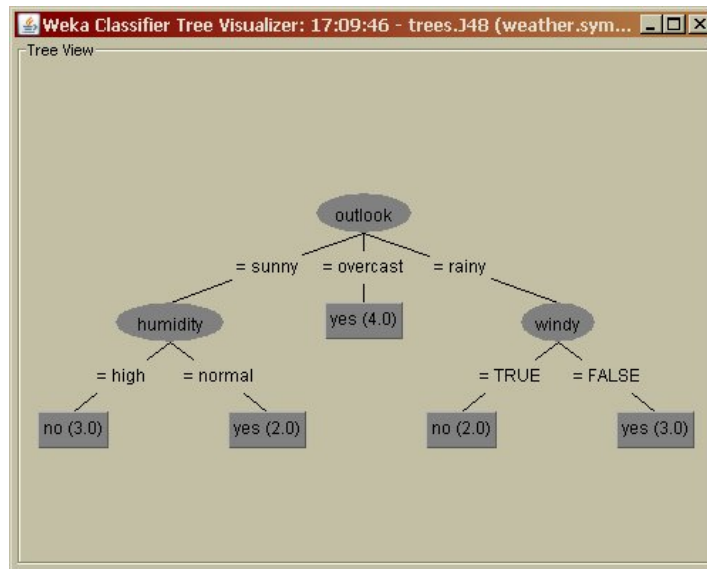 Weka Classifier Tree Visualizer: 17:09:46 - trees.J48 (weather.sym...
Tree View
outlook
= sunny = overcast = rainy
humidity yes (4.0) windy
= high = normal = TRUE = FALSE
no (3.0) yes (2.0) no (2.0) yes (3.0)